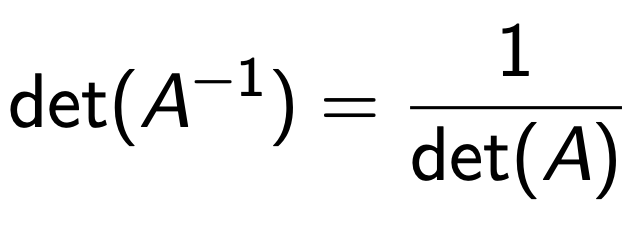 det(A⁻¹) = 1/det(A)